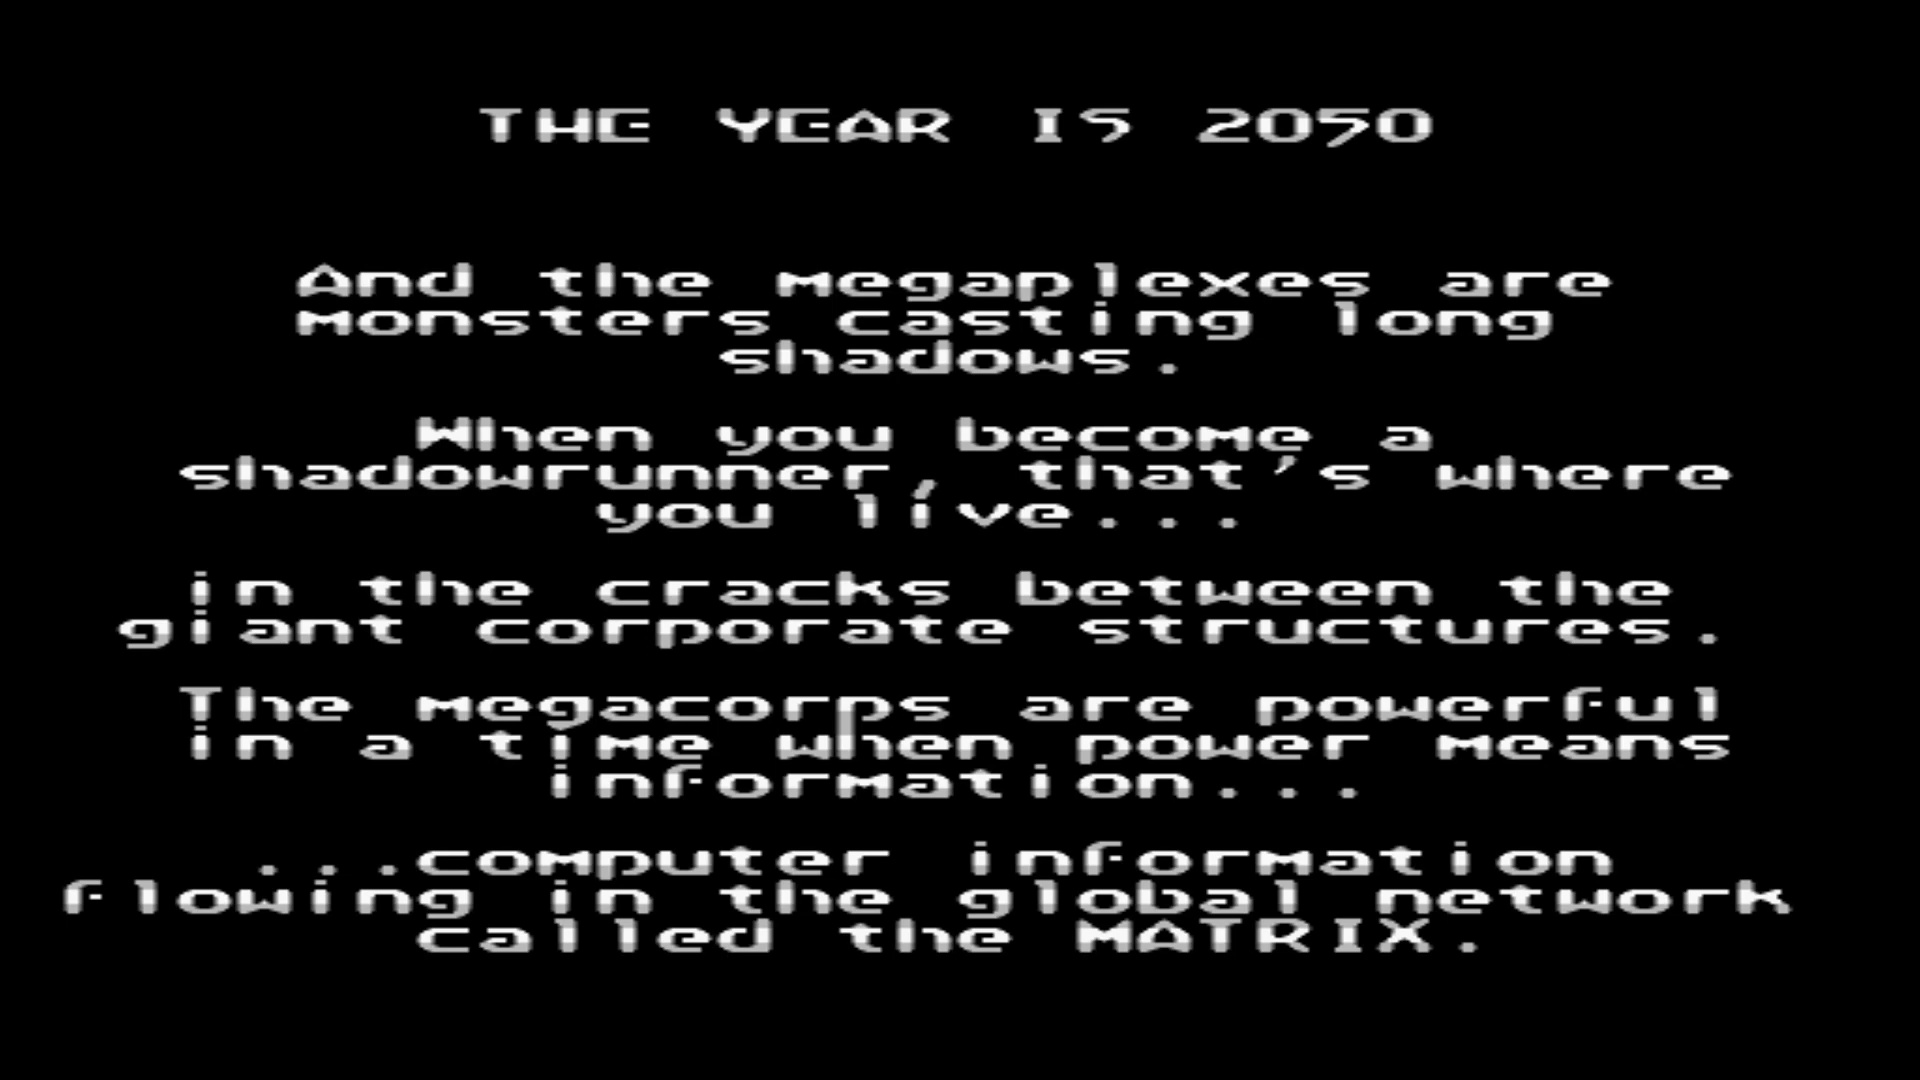 THE YEAR IS 2050
And the megaplexes are
monsters casting long
shadows.
When you become a
shadowrunner, that's where
you live...
in the cracks between the
giant corporate structures.
The megacorps are powerful
in a time when power means
information...
...computer information
flowing in the global network
called the MATRIX.